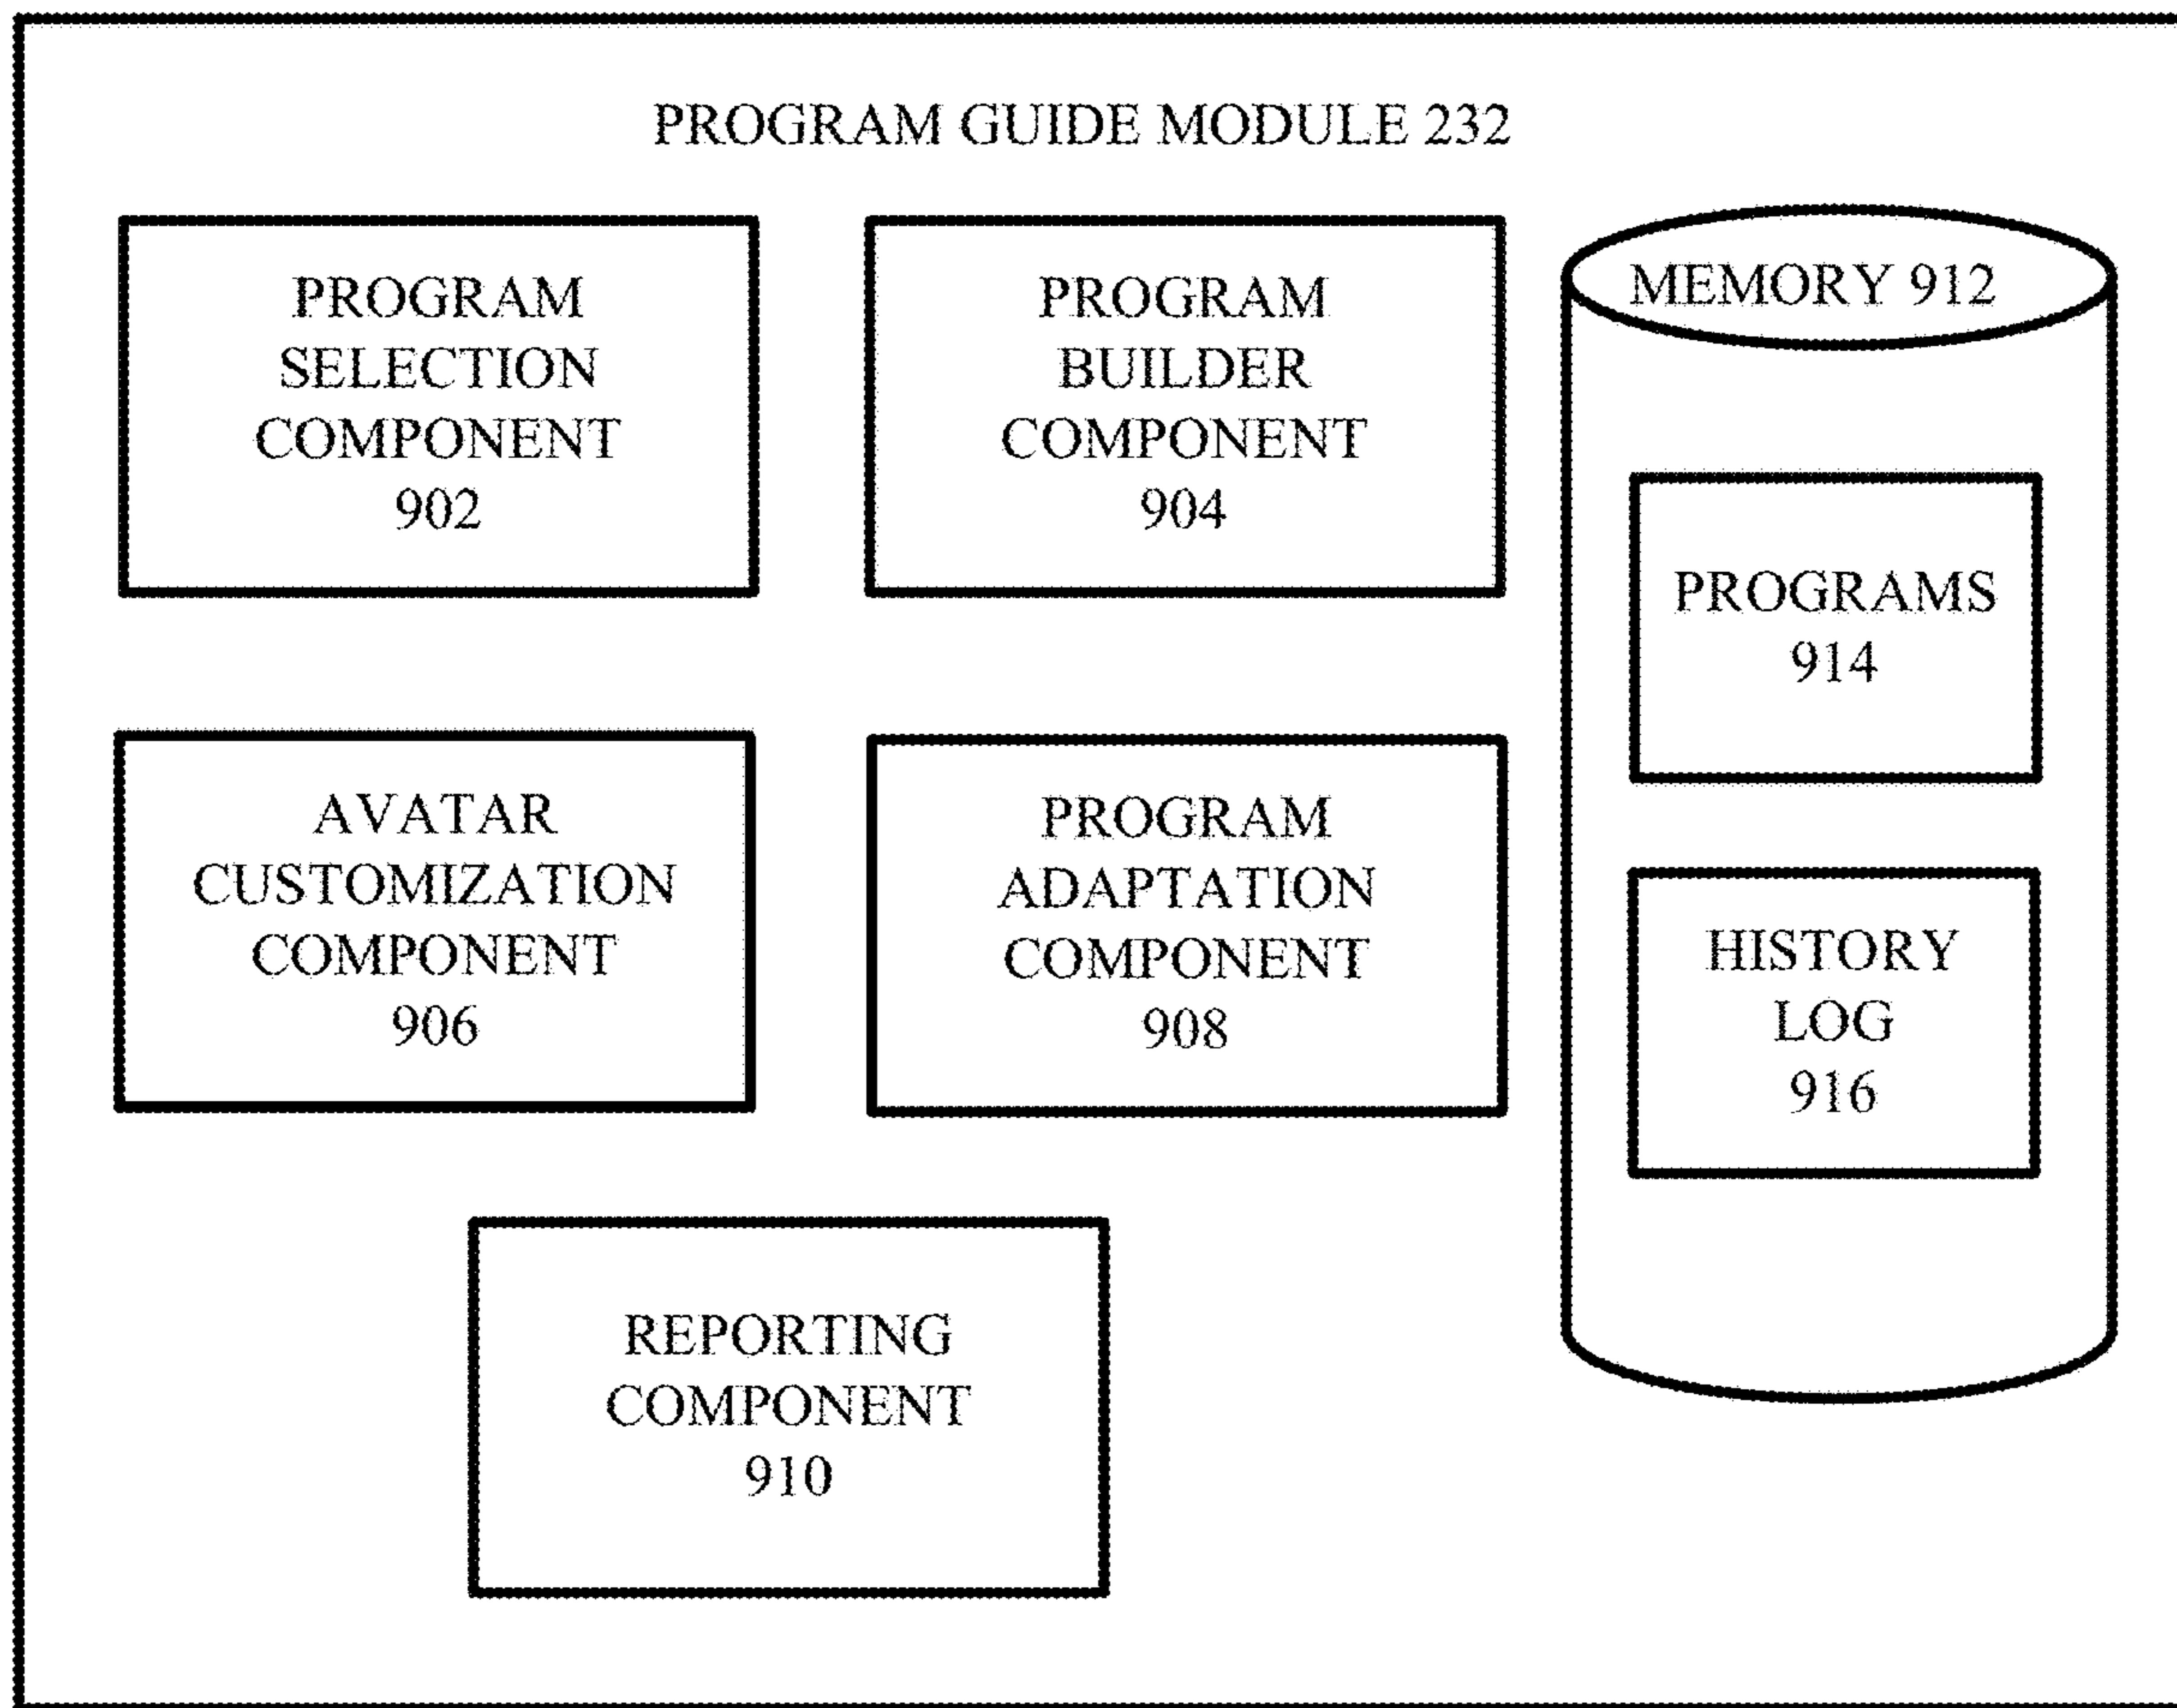 PROGRAM GUIDE MODULE 232
PROGRAM
SELECTION
COMPONENT
902
PROGRAM
BUILDER
COMPONENT
904
MEMORY 912
PROGRAMS
914
AVATAR
CUSTOMIZATION
COMPONENT
906
PROGRAM
ADAPTATION
COMPONENT
908
HISTORY
LOG
916
REPORTING
COMPONENT
910